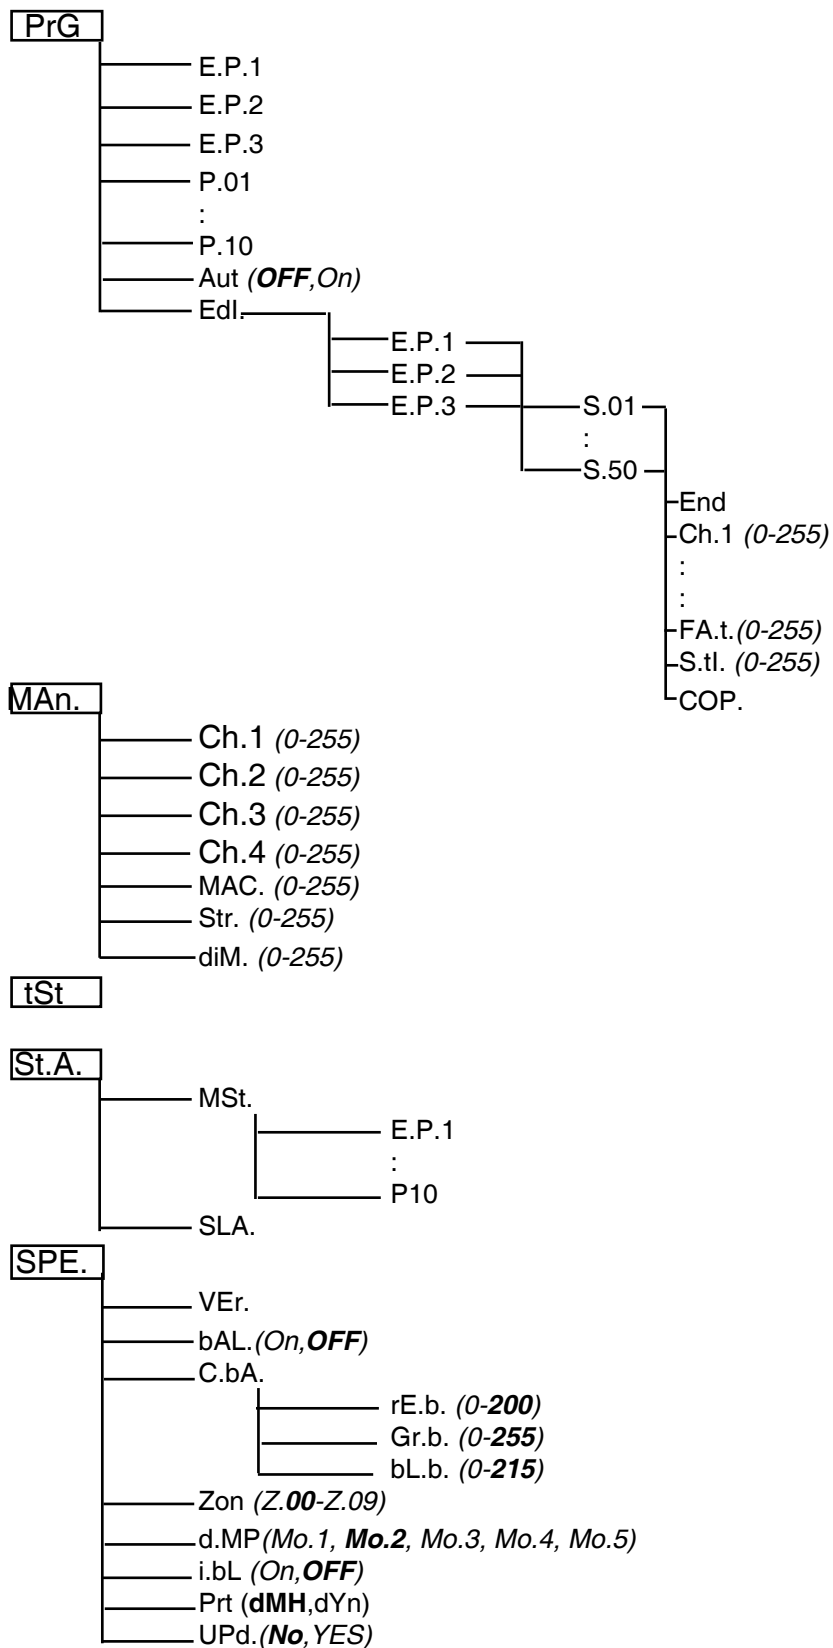 PrG
E.P.1
E.P.2
E.P.3
P.01
:
P.10
Aut (OFF,On)
EdI.
E.P.1
E.P.2
E.P.3
S.01
:
S.50
End
Ch.1 (0-255)
:
:
FA.t.(0-255)
S.tI. (0-255)
COP.
MAn.
Ch.1 (0-255)
Ch.2 (0-255)
Ch.3 (0-255)
Ch.4 (0-255)
MAC. (0-255)
Str. (0-255)
diM. (0-255)
tSt
St.A.
MSt.
E.P.1
:
P10
SLA.
SPE.
VEr.
bAL.(On,OFF)
C.bA.
rE.b. (0-200)
Gr.b. (0-255)
bL.b. (0-215)
Zon (Z.00-Z.09)
d.MP(Mo.1, Mo.2, Mo.3, Mo.4, Mo.5)
i.bL (On,OFF)
Prt (dMH,dYn)
UPd.(No,YES)